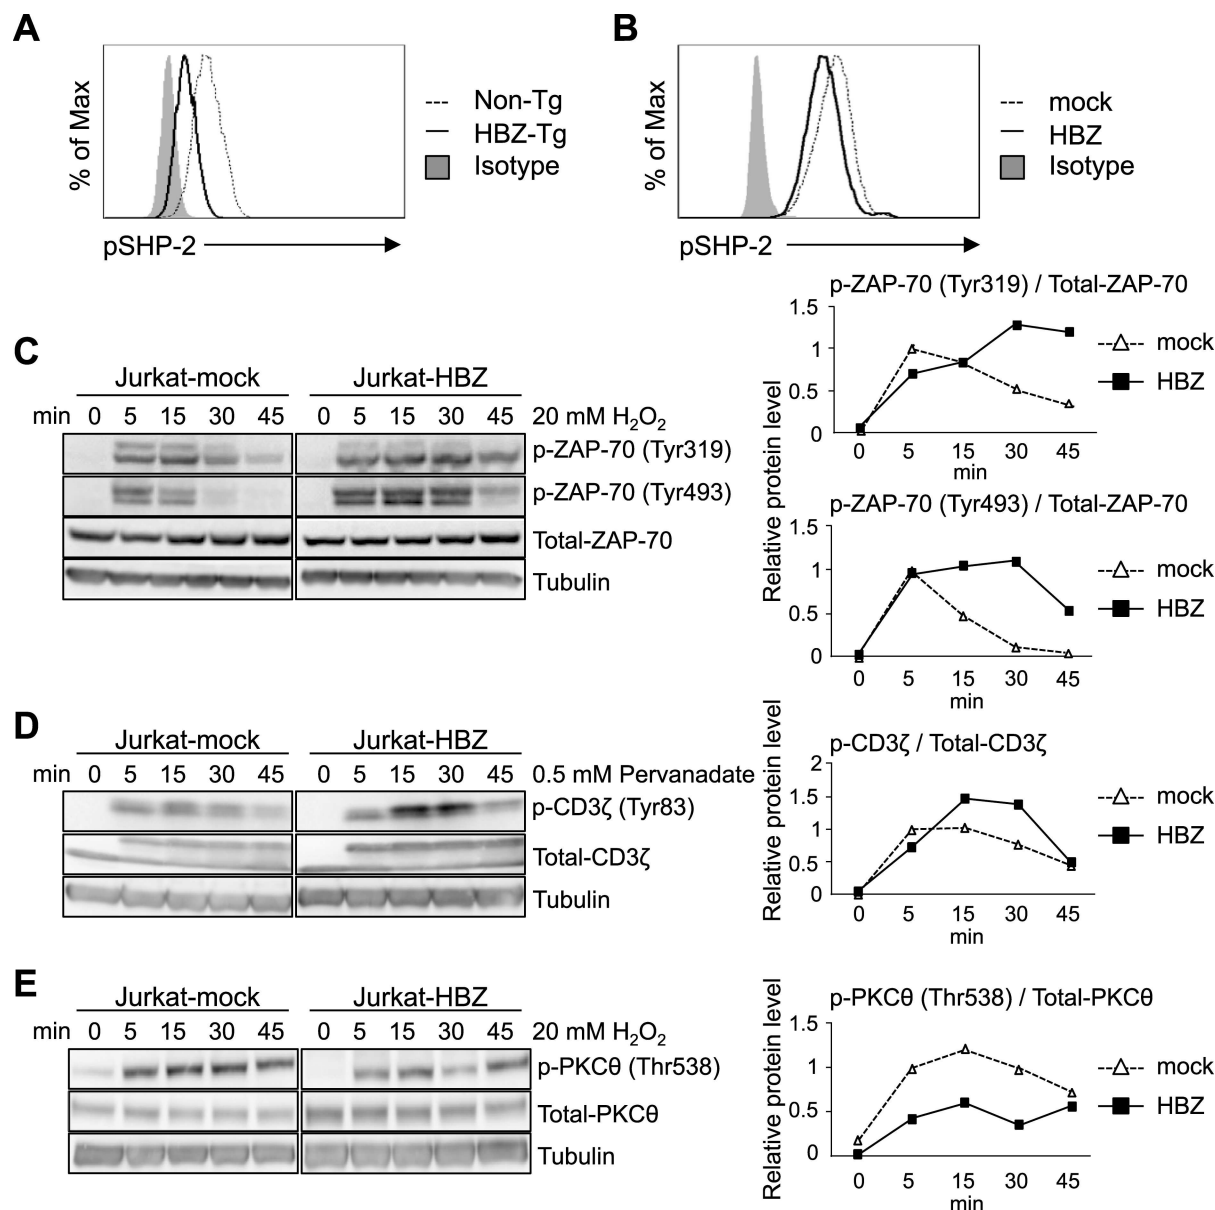 A
% of Max
Non-Tg
HBZ-Tg
Isotype
pSHP-2
B
% of Max
mock
HBZ
Isotype
pSHP-2
C
Jurkat-mock Jurkat-HBZ
min 0 5 15 30 45 0 5 15 30 45 20 mM H₂O₂
p-ZAP-70 (Tyr319)
p-ZAP-70 (Tyr493)
Total-ZAP-70
Tubulin
Relative protein level
p-ZAP-70 (Tyr319) / Total-ZAP-70
1.5
1
0.5
0
0 5 15 30 45
min
mock
HBZ
p-ZAP-70 (Tyr493) / Total-ZAP-70
1.5
1
0.5
0
0 5 15 30 45
min
mock
HBZ
D
Jurkat-mock Jurkat-HBZ
min 0 5 15 30 45 0 5 15 30 45 0.5 mM Pervanadate
p-CD3ζ (Tyr83)
Total-CD3ζ
Tubulin
Relative protein level
p-CD3ζ / Total-CD3ζ
2
1.5
1
0.5
0
0 5 15 30 45
min
mock
HBZ
E
Jurkat-mock Jurkat-HBZ
min 0 5 15 30 45 0 5 15 30 45 20 mM H₂O₂
p-PKCθ (Thr538)
Total-PKCθ
Tubulin
Relative protein level
p-PKCθ (Thr538) / Total-PKCθ
1.5
1
0.5
0
0 5 15 30 45
min
mock
HBZ